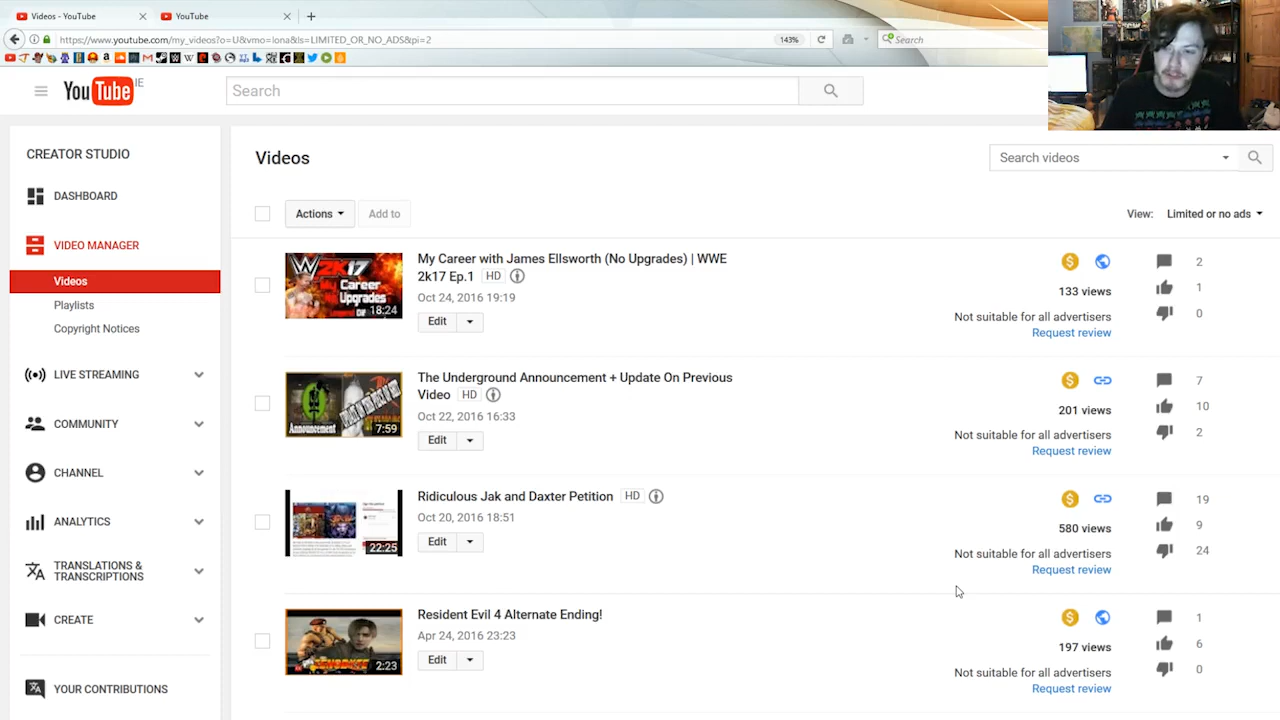 Videos - YouTube
YouTube
https://www.youtube.com/my_videos?o=U&vmo=lona&ls=LIMITED_OR_NO_ADS&pi=2
143%
Search
YouTube IE
Search
CREATOR STUDIO
DASHBOARD
VIDEO MANAGER
Videos
Playlists
Copyright Notices
LIVE STREAMING
COMMUNITY
CHANNEL
ANALYTICS
TRANSLATIONS &
TRANSCRIPTIONS
CREATE
YOUR CONTRIBUTIONS
Videos
Search videos
Actions
Add to
View: Limited or no ads
W2K17
My Career
No Upgrades
18:24
My Career with James Ellsworth (No Upgrades) | WWE
2k17 Ep.1 HD
Oct 24, 2016 19:19
Edit
133 views
Not suitable for all advertisers
Request review
2
1
0
Announcement
7:59
The Underground Announcement + Update On Previous
Video HD
Oct 22, 2016 16:33
Edit
201 views
Not suitable for all advertisers
Request review
7
10
2
22:25
Ridiculous Jak and Daxter Petition HD
Oct 20, 2016 18:51
Edit
580 views
Not suitable for all advertisers
Request review
19
9
24
2:23
Resident Evil 4 Alternate Ending!
Apr 24, 2016 23:23
Edit
197 views
Not suitable for all advertisers
Request review
1
6
0